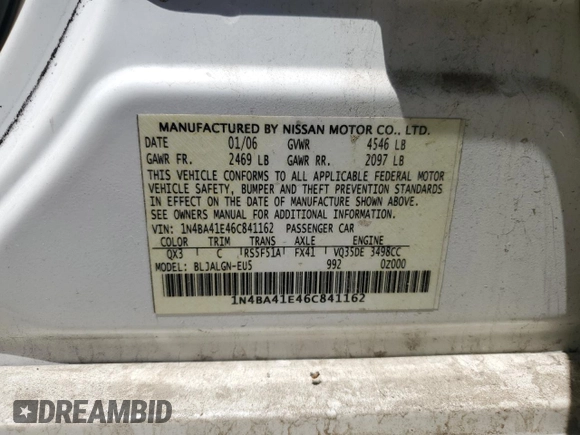 MANUFACTURED BY NISSAN MOTOR CO., LTD.
DATE 01/06 GVWR 4546 LB
GAWR FR. 2469 LB GAWR RR. 2097 LB
THIS VEHICLE CONFORMS TO ALL APPLICABLE FEDERAL MOTOR
VEHICLE SAFETY, BUMPER AND THEFT PREVENTION STANDARDS
IN EFFECT ON THE DATE OF MANUFACTURE SHOWN ABOVE.
SEE OWNERS MANUAL FOR ADDITIONAL INFORMATION.
VIN: 1N4BA41E46C841162 PASSENGER CAR
COLOR TRIM TRANS AXLE ENGINE
QX3 C RS5F51A FX41 VQ35DE 3498CC
MODEL: BLJALGN-EU5 992 0Z000
1N4BA41E46C841162
DREAMBID